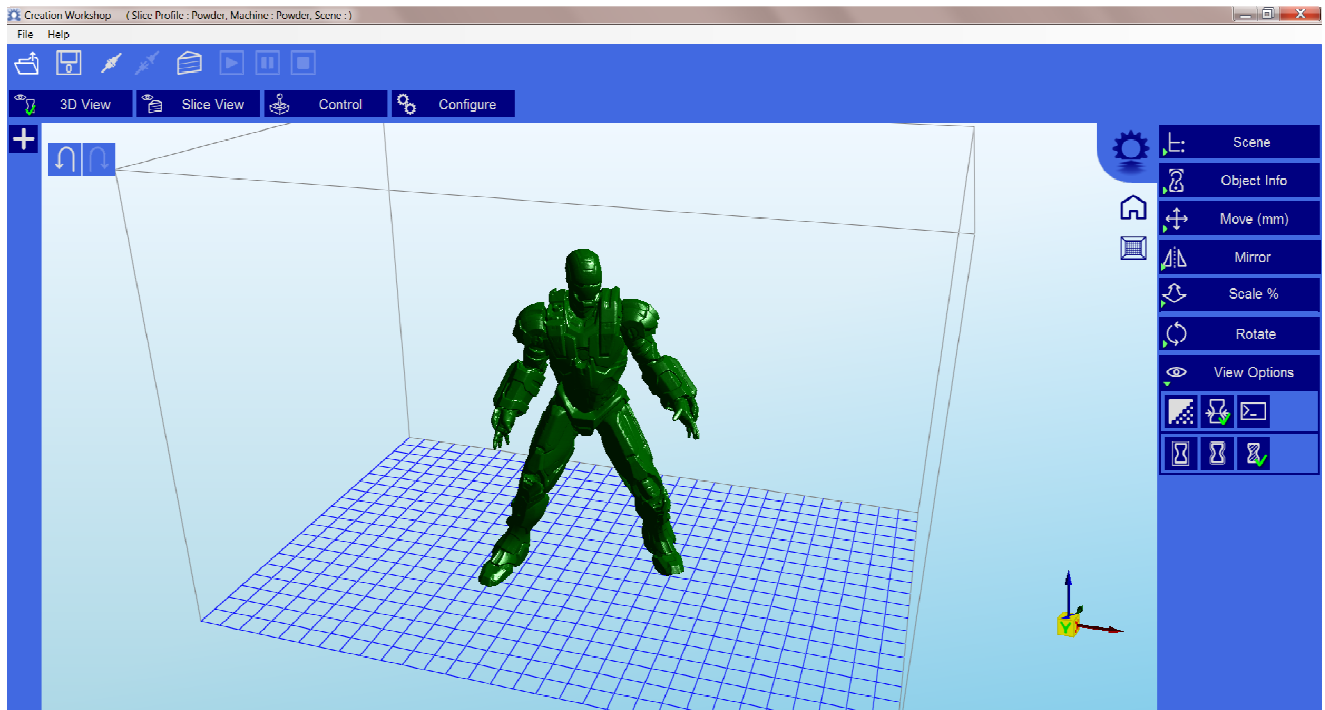 Creation Workshop    ( Slice Profile : Powder, Machine : Powder, Scene : )
File Help
3D View Slice View Control Configure
Scene
Object Info
Move (mm)
Mirror
Scale %
Rotate
View Options
Y